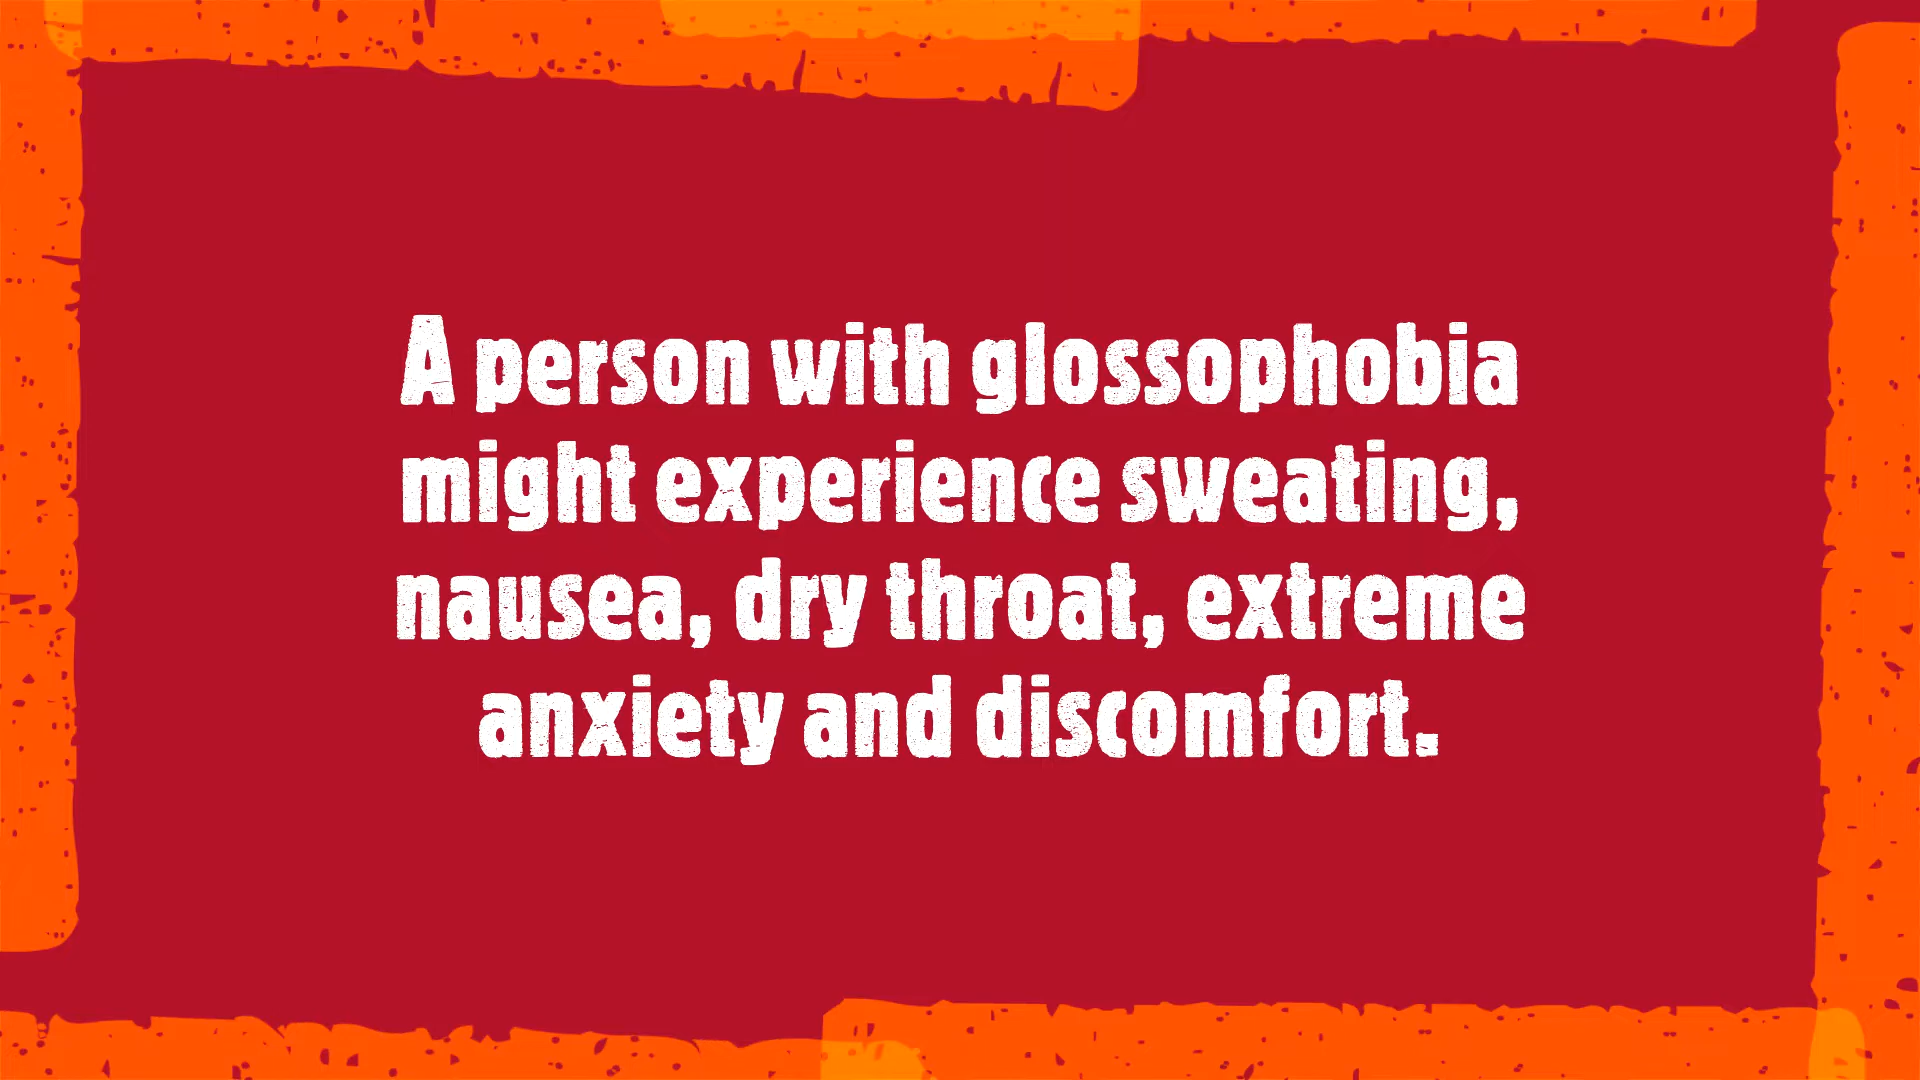 A person with glossophobia
might experience sweating,
nausea, dry throat, extreme
anxiety and discomfort.